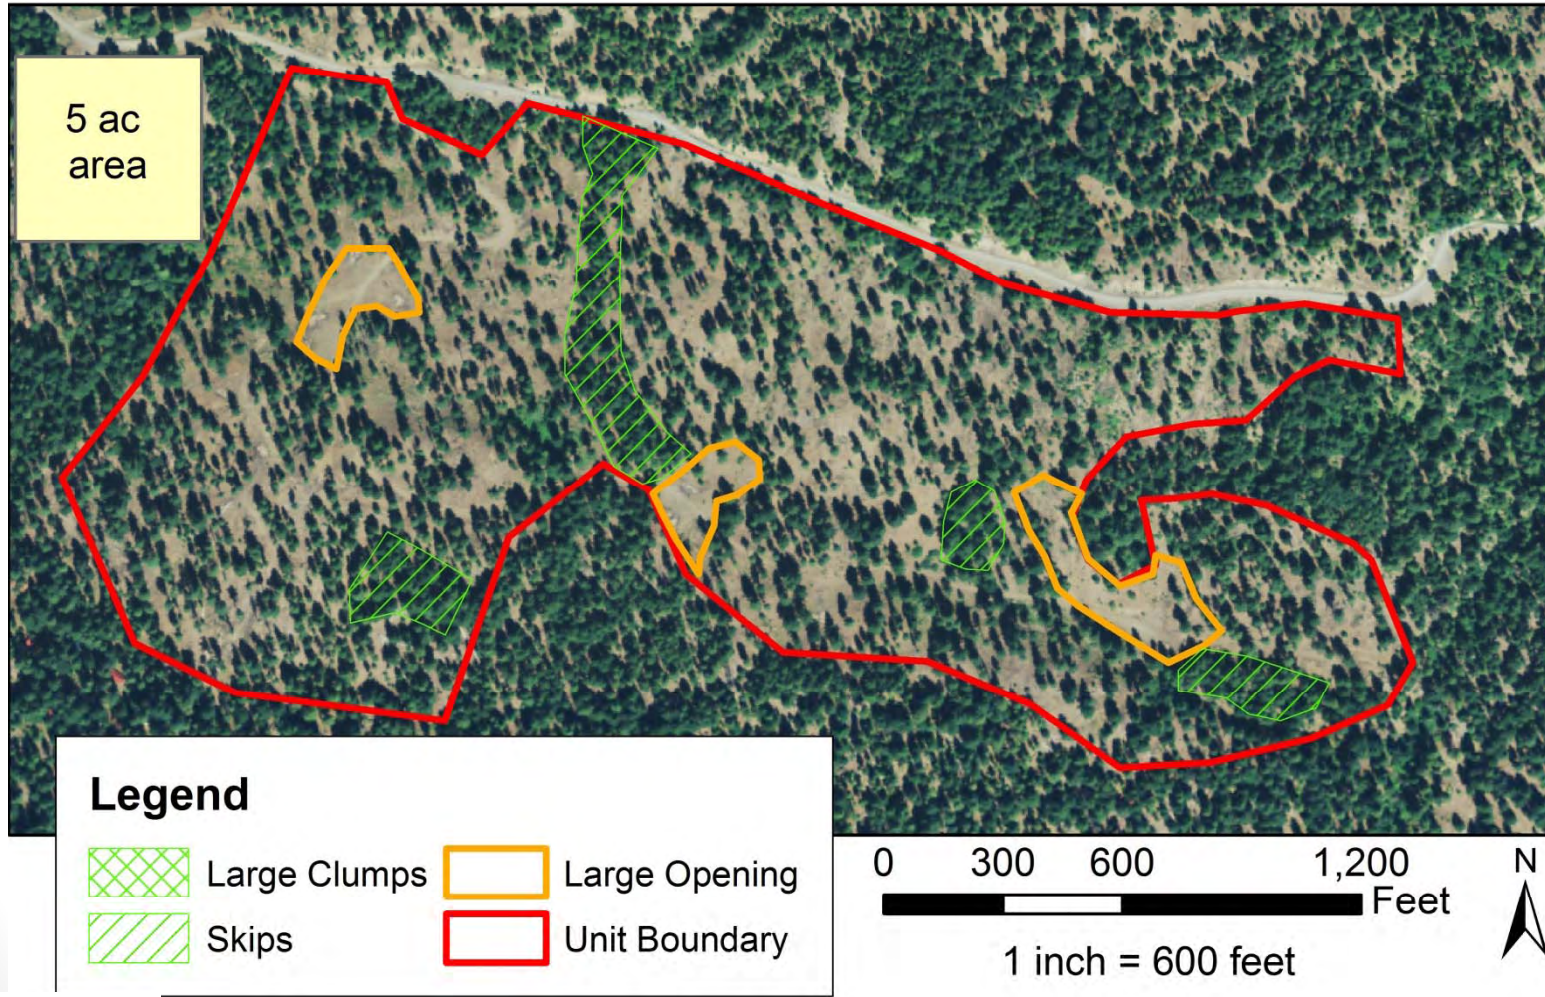 5 ac
area
Legend
Large Clumps
Large Opening
Skips
Unit Boundary
0 300 600 1,200
Feet
1 inch = 600 feet
N